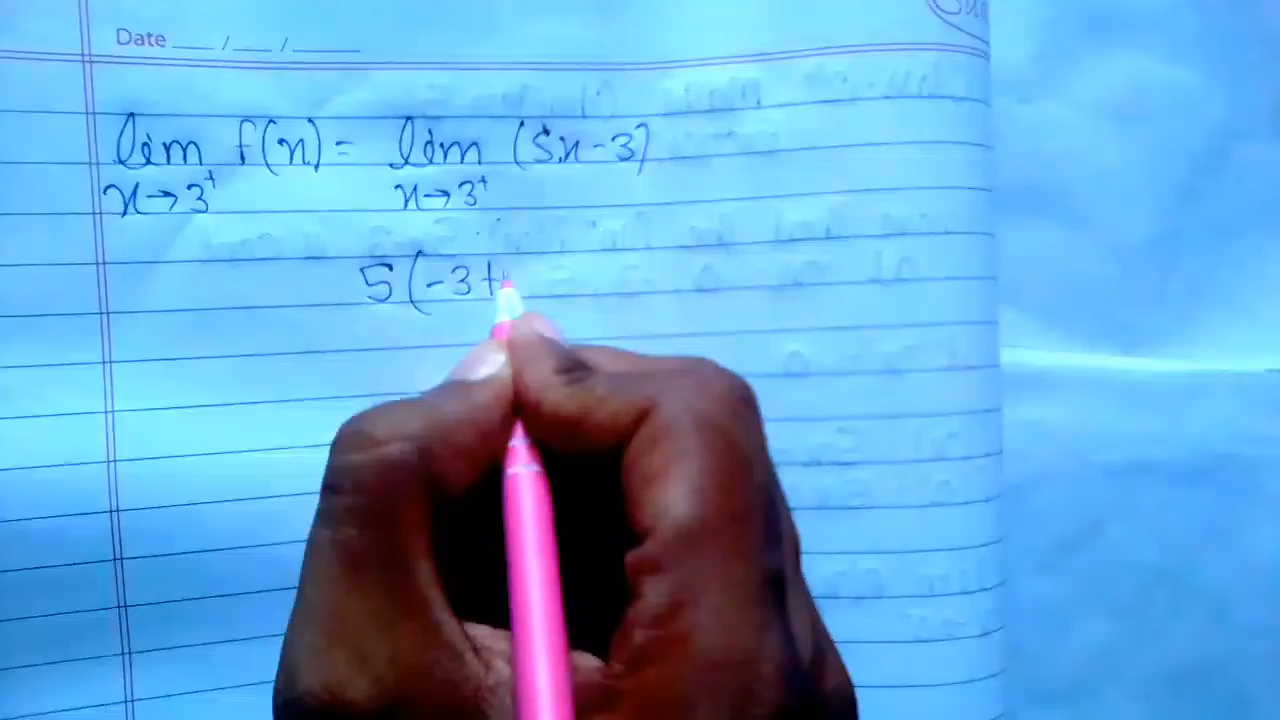 Date __/__/____
lim f(x) = lim (5x-3)
x→3⁺ x→3⁺
5(-3+